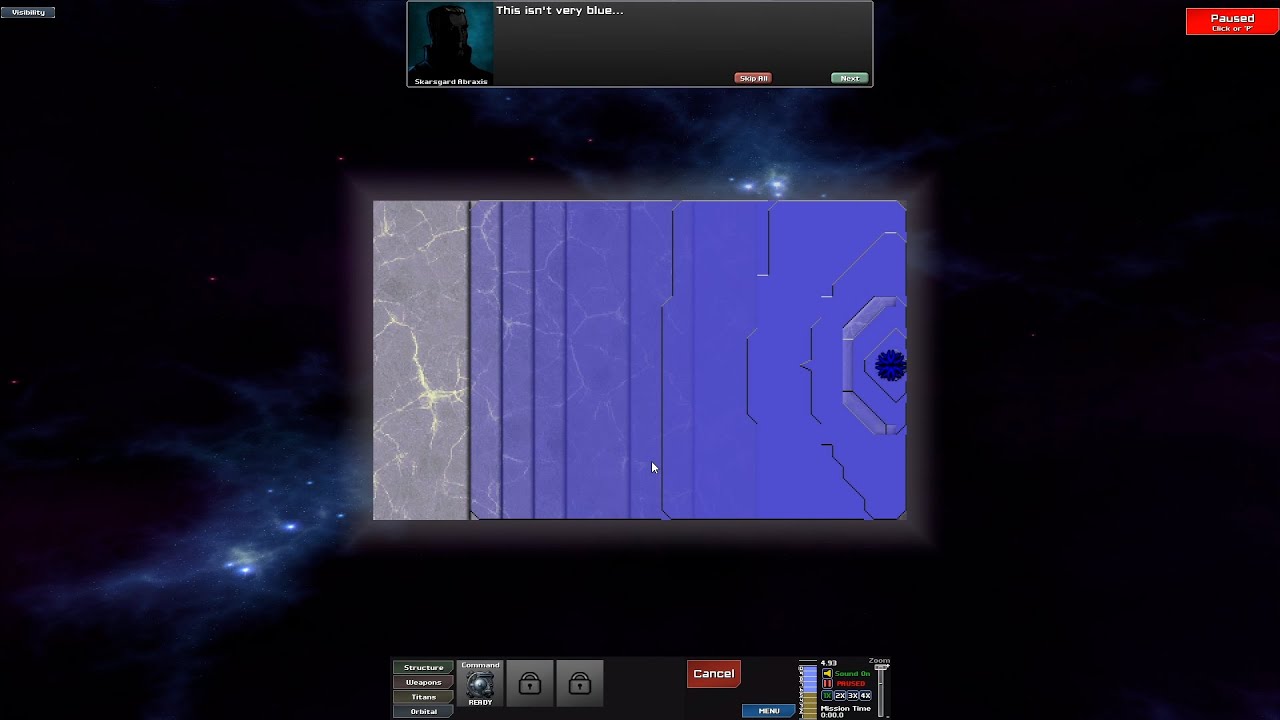 Visibility
This isn't very blue...
Skarsgard Abraxis
Skip All
Next
Paused
Click or 'P'
Structure
Weapons
Titans
Orbital
Command
READY
Cancel
MENU
4.93
Sound On
PAUSED
1X 2X 3X 4X
Mission Time
0:00.0
Zoom